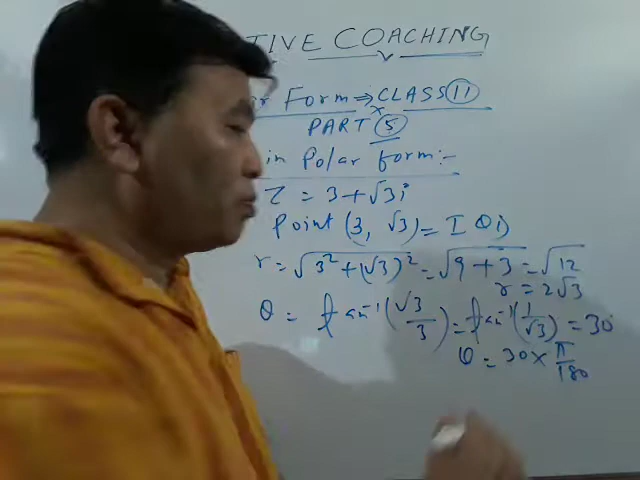 TIVE COACHING
Form ⇒ CLASS 11
PART 5
in Polar form:-
Z = 3 + √3i
Point (3, √3) = I QI)
r = √3² + (√3)² = √9 + 3 = √12
r = 2√3
θ = tan⁻¹(√3/3) = tan⁻¹(1/√3) = 30°
θ = 30 × π/180